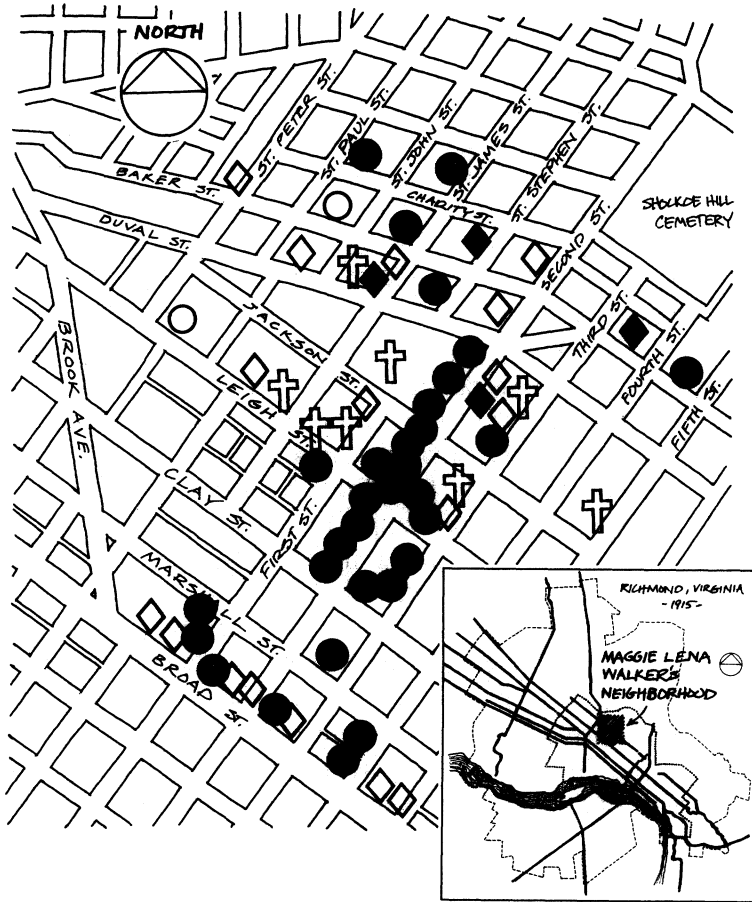 NORTH
ST. PETER ST.
ST. PAUL ST.
ST. JOHN ST.
ST. JAMES ST.
ST. STEPHEN ST.
BAKER ST.
CHARITY ST.
SHOCKOE HILL
CEMETERY
DUVAL ST.
SECOND ST.
THIRD ST.
FOURTH ST.
FIFTH ST.
BROOK AVE.
JACKSON ST.
LEIGH ST.
CLAY ST.
FIRST ST.
MARSHALL ST.
BROAD ST.
RICHMOND, VIRGINIA
-1915-
MAGGIE LENA
WALKER'S
NEIGHBORHOOD